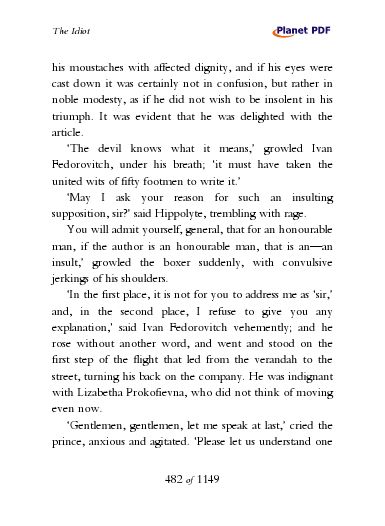 The Idiot
Planet PDF
his moustaches with affected dignity, and if his eyes were
cast down it was certainly not in confusion, but rather in
noble modesty, as if he did not wish to be insolent in his
triumph. It was evident that he was delighted with the
article.
‘The devil knows what it means,’ growled Ivan
Fedorovitch, under his breath; ‘it must have taken the
united wits of fifty footmen to write it.’
‘May I ask your reason for such an insulting
supposition, sir?’ said Hippolyte, trembling with rage.
You will admit yourself, general, that for an honourable
man, if the author is an honourable man, that is an—an
insult,’ growled the boxer suddenly, with convulsive
jerkings of his shoulders.
‘In the first place, it is not for you to address me as ‘sir,’
and, in the second place, I refuse to give you any
explanation,’ said Ivan Fedorovitch vehemently; and he
rose without another word, and went and stood on the
first step of the flight that led from the verandah to the
street, turning his back on the company. He was indignant
with Lizabetha Prokofievna, who did not think of moving
even now.
‘Gentlemen, gentlemen, let me speak at last,’ cried the
prince, anxious and agitated. ‘Please let us understand one
482 of 1149